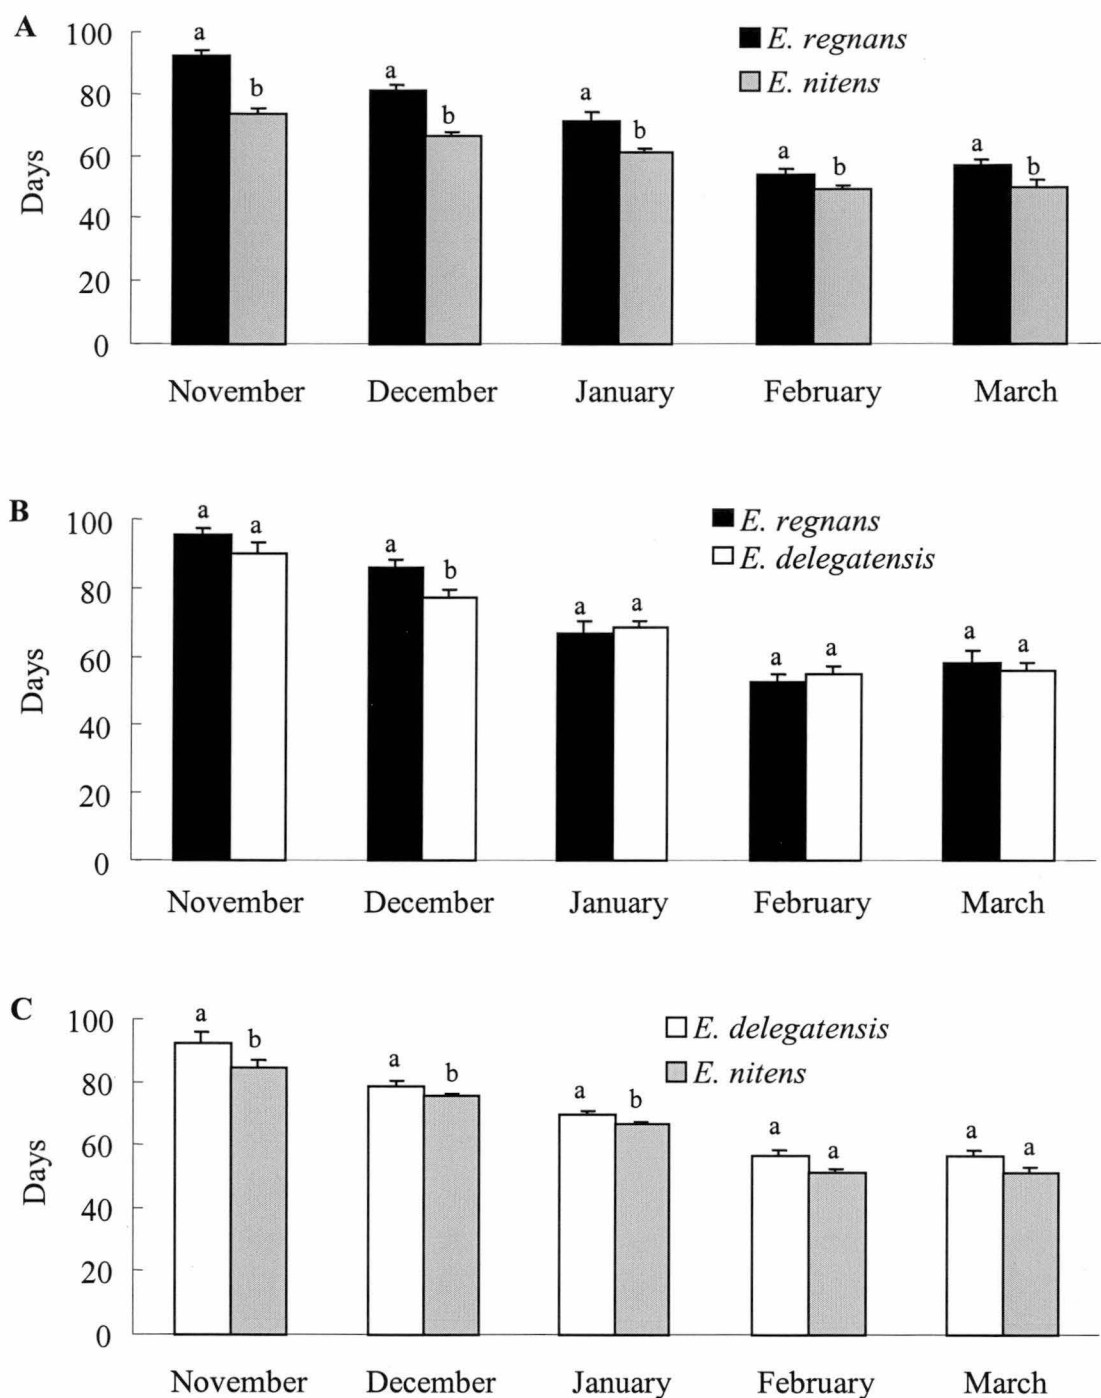 A
100
80
60
40
20
0
Days
E. regnans
E. nitens
a b a b a b a b a b
November December January February March
B
100
80
60
40
20
0
Days
E. regnans
E. delegatensis
a a a b a a a a a a
November December January February March
C
100
80
60
40
20
0
Days
E. delegatensis
E. nitens
a b a b a b a a a a
November December January February March